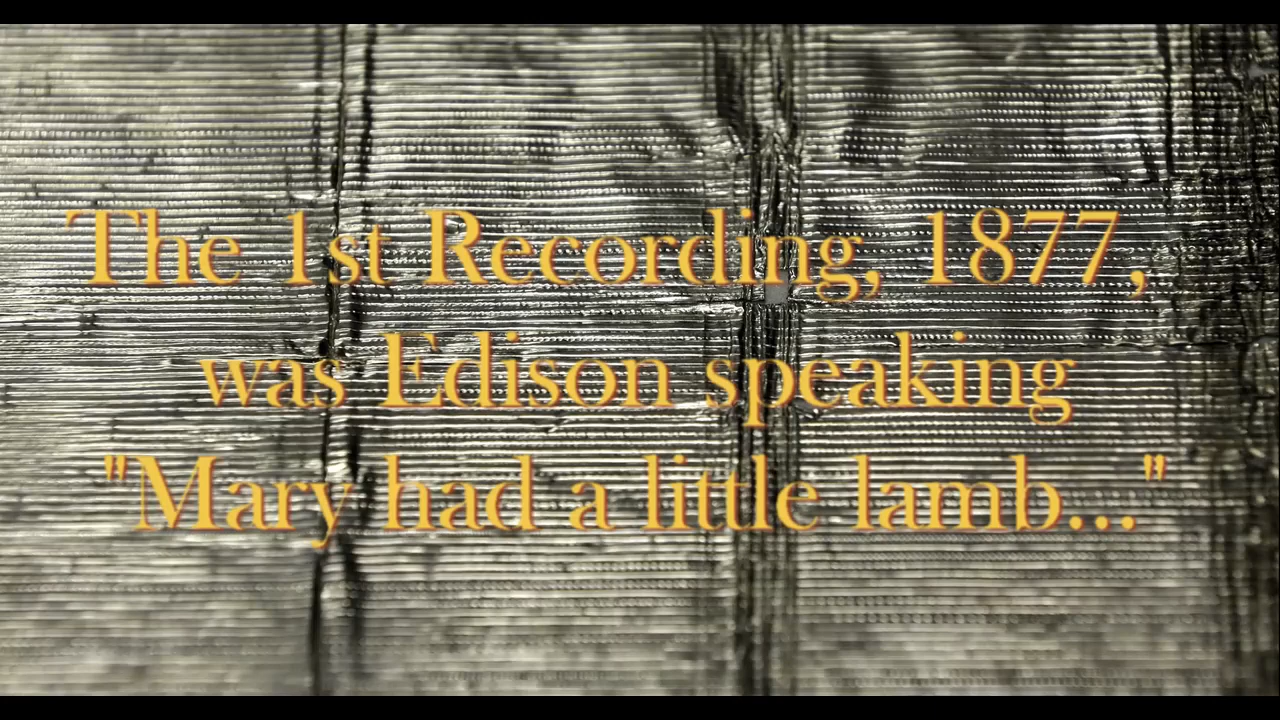 The 1st Recording, 1877,
was Edison speaking
"Mary had a little lamb..."